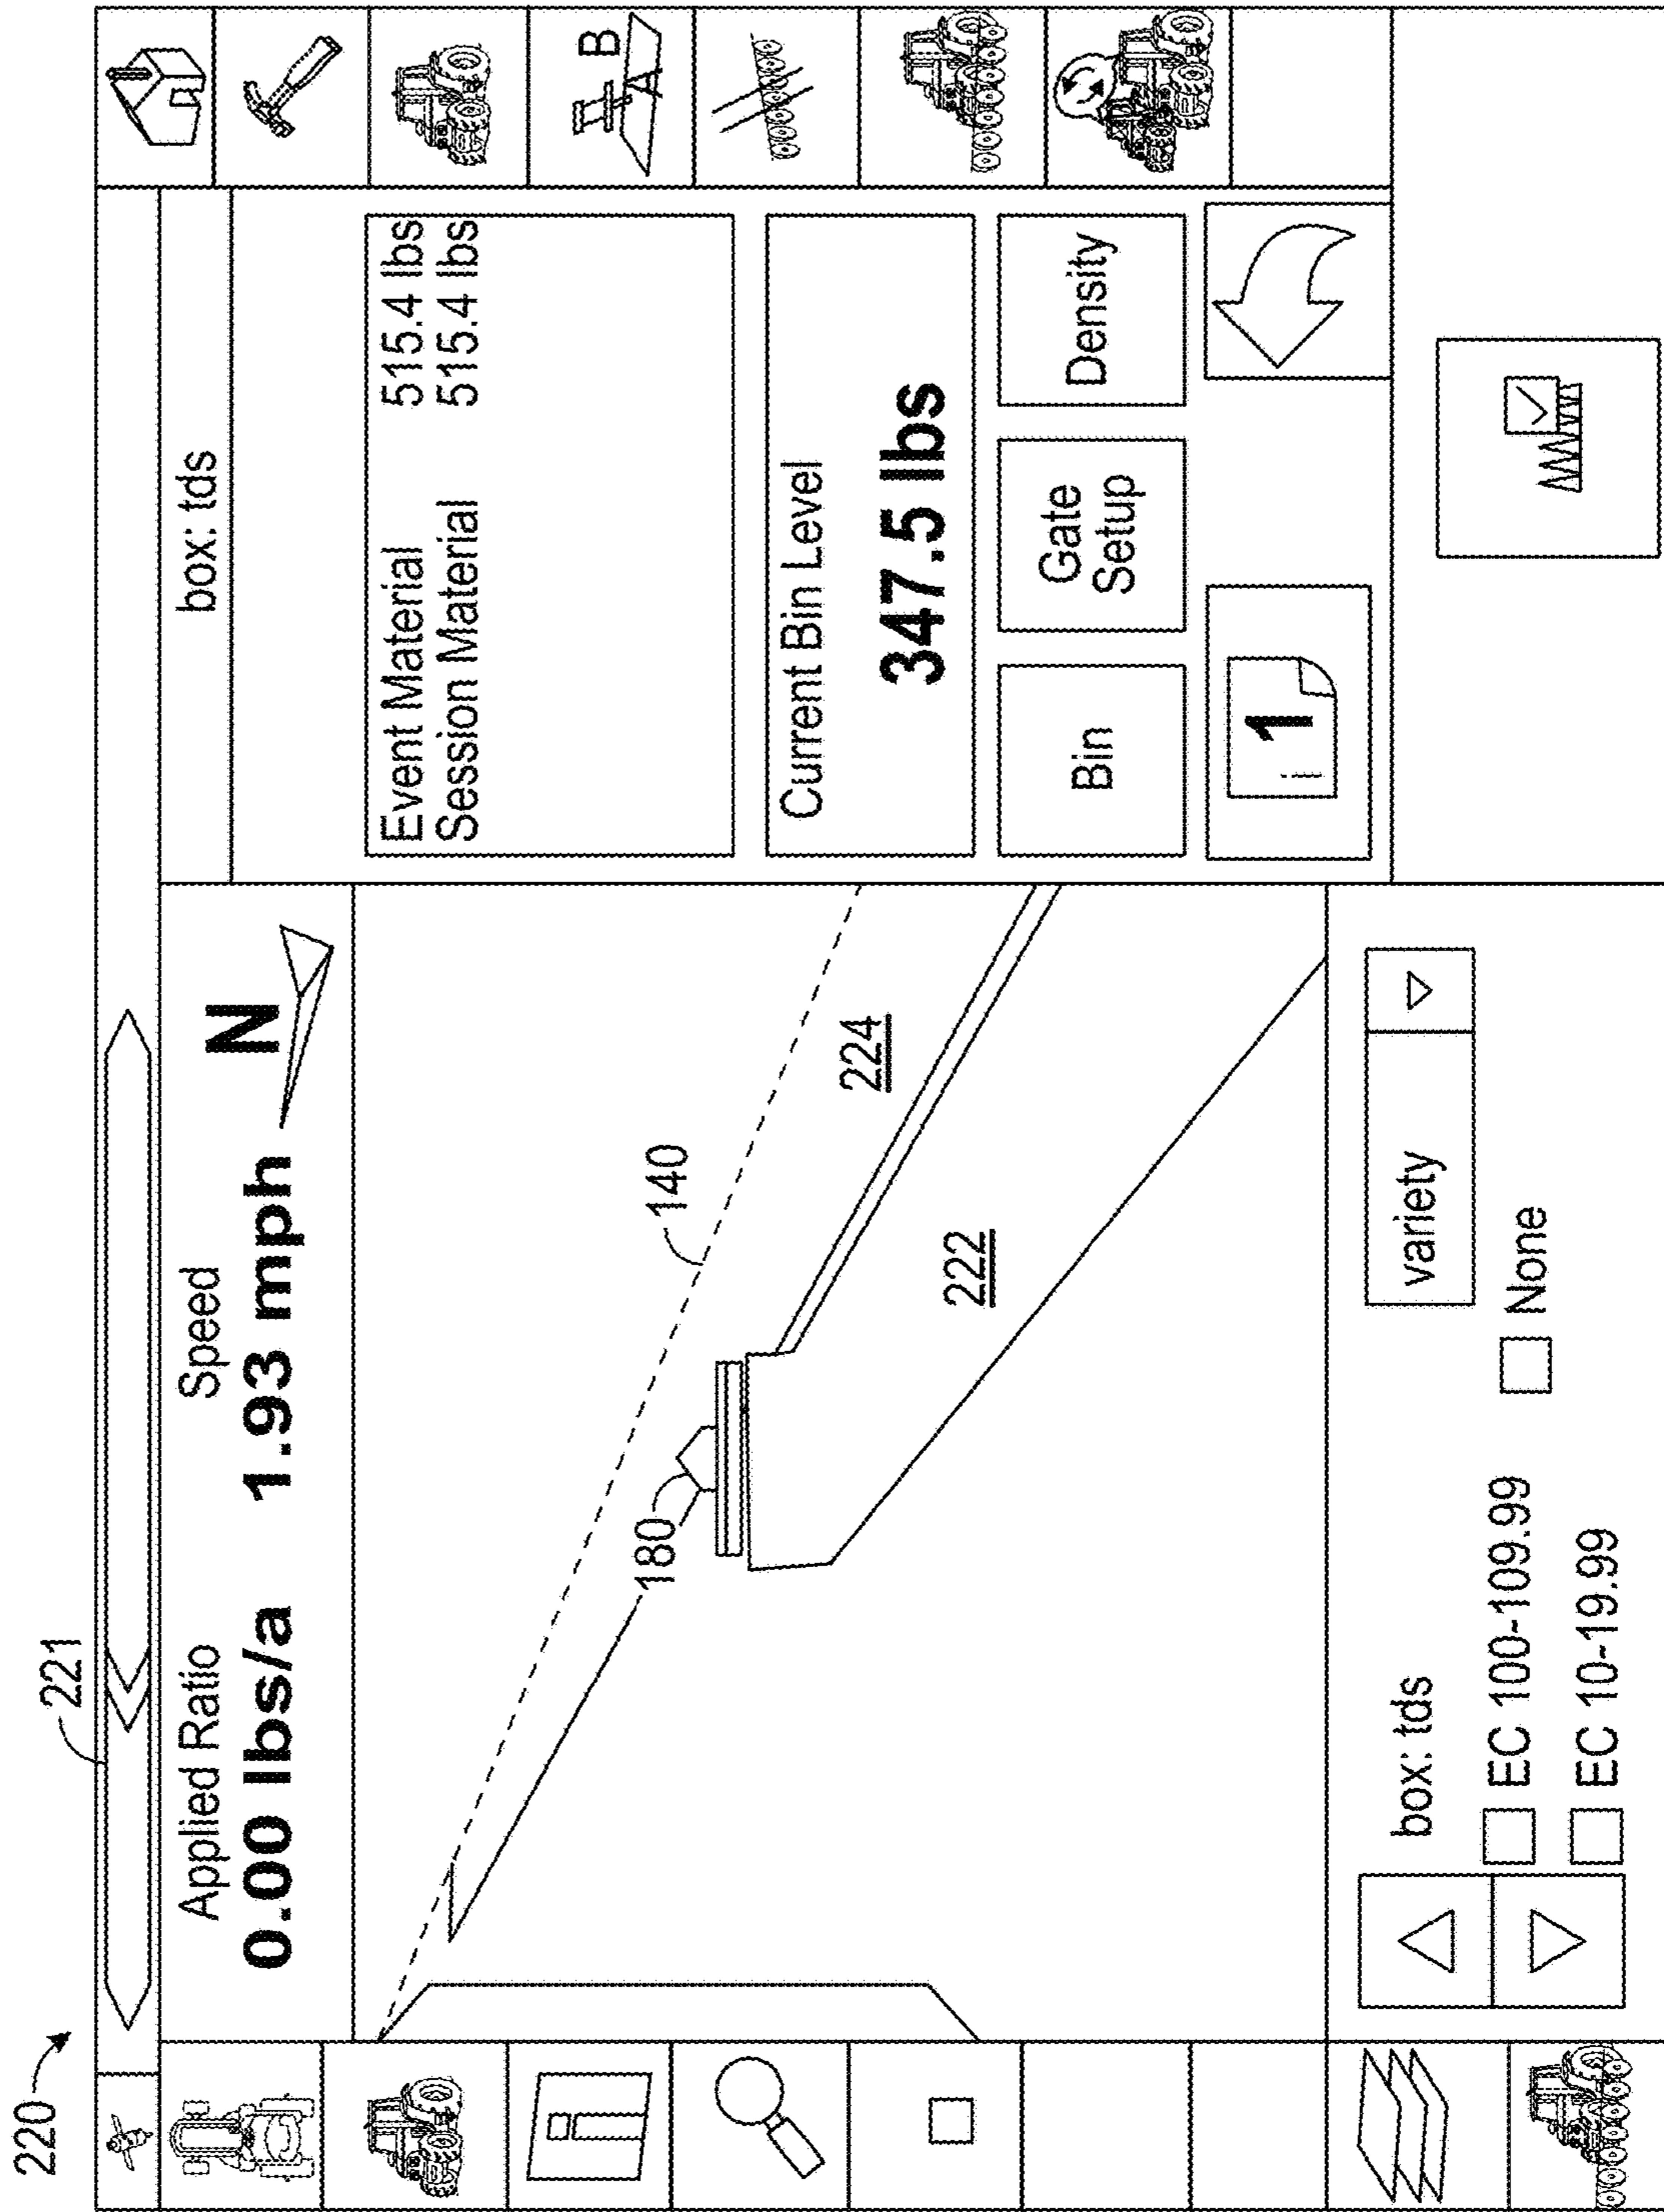 220
221
Applied Ratio
Speed
0.00 lbs/a
1.93 mph
N
box: tds
B
A
Event Material 515.4 lbs
Session Material 515.4 lbs
Current Bin Level
347.5 lbs
Bin
Gate
Setup
Density
1
140
180
224
222
i
box: tds
variety
EC 100-109.99
None
EC 10-19.99